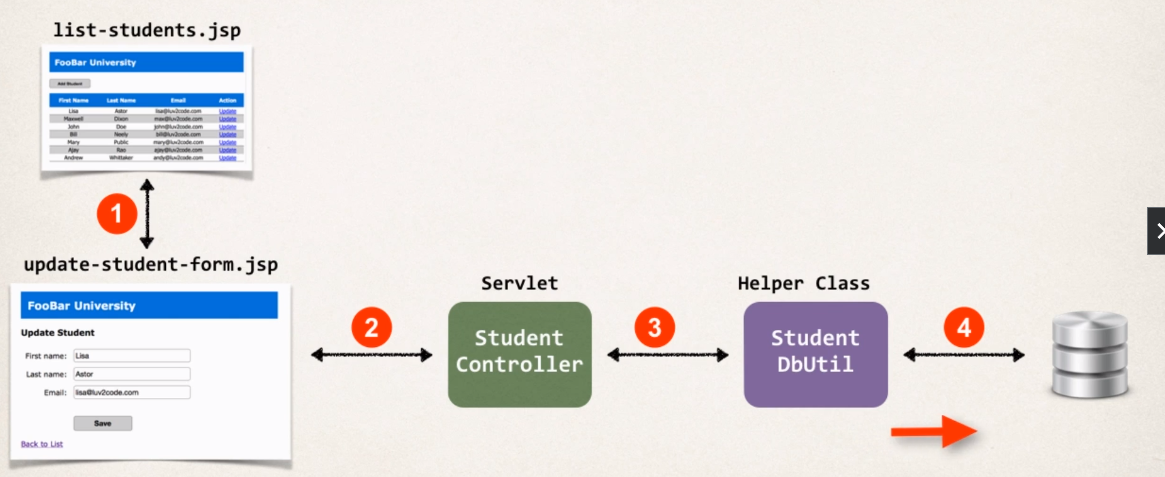 list-students.jsp
FooBar University
Add Student
First Name Last Name Email Action
Lisa Astor lisa@luv2code.com Update
Maxwell Dixon max@luv2code.com Update
John Doe john@luv2code.com Update
Bill Neely bill@luv2code.com Update
Mary Public mary@luv2code.com Update
Ajay Rao ajay@luv2code.com Update
Andrew Whittaker andy@luv2code.com Update
1
update-student-form.jsp
FooBar University
Update Student
First name: Lisa
Last name: Astor
Email: lisa@luv2code.com
Save
Back to List
2
Servlet
Student
Controller
3
Helper Class
Student
DbUtil
4